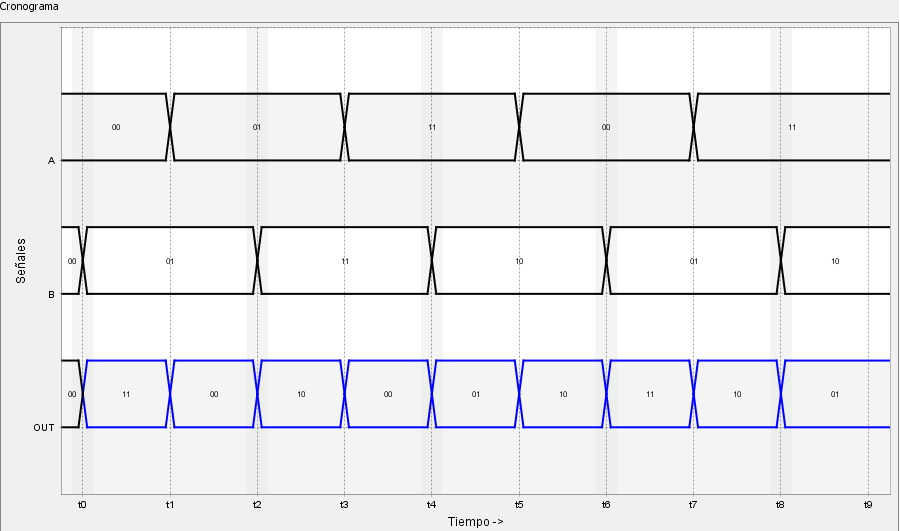 Cronograma
00 01 11 00 11
A
Señales
00 01 11 10 01 10
B
00 11 00 10 00 01 10 11 10 01
OUT
t0 t1 t2 t3 t4 t5 t6 t7 t8 t9
Tiempo ->